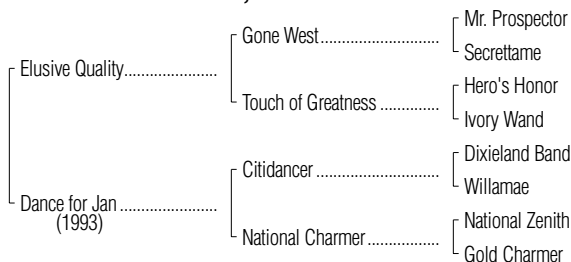 Mr. Prospector
Gone West
Secrettame
Elusive Quality
Hero's Honor
Touch of Greatness
Ivory Wand
Dixieland Band
Citidancer
Willamae
Dance for Jan
(1993)
National Zenith
National Charmer
Gold Charmer